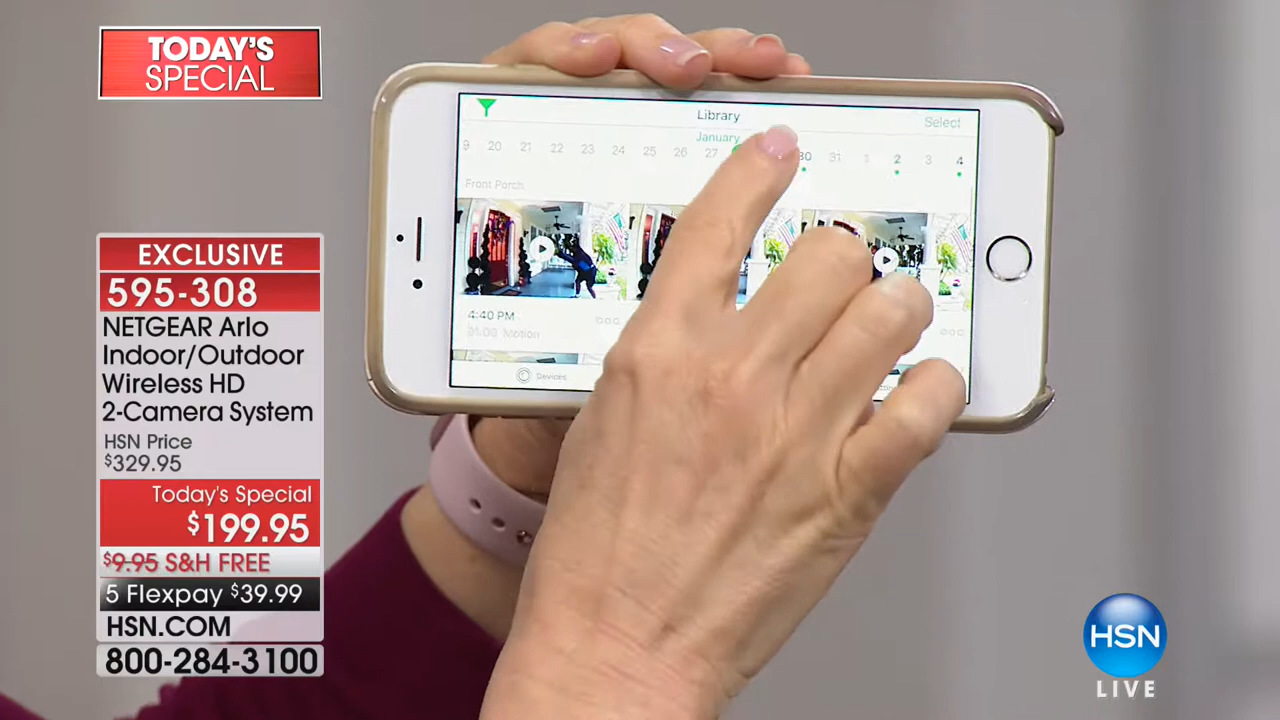 TODAY'S
SPECIAL
EXCLUSIVE
595-308
NETGEAR Arlo
Indoor/Outdoor
Wireless HD
2-Camera System
HSN Price
$329.95
Today's Special
$199.95
$9.95 S&H FREE
5 Flexpay $39.99
HSN.COM
800-284-3100
Library
Select
January
9 20 21 22 23 24 25 26 27 30 31 1 2 3 4
Front Porch
4:40 PM
01:00 Motion
Devices
HSN
LIVE